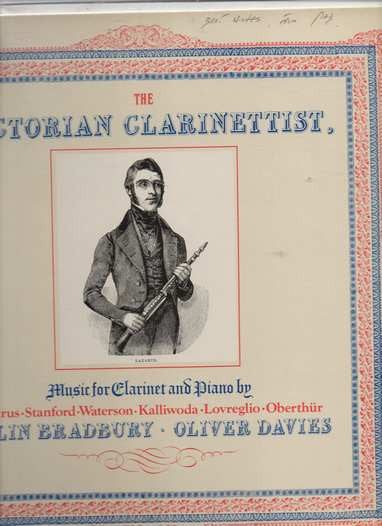 THE
CTORIAN CLARINETTIST,
LAZARUS.
Music for Clarinet and Piano by
rus·Stanford·Waterson·Kalliwoda·Lovreglio·Oberthür
LIN BRADBURY · OLIVER DAVIES